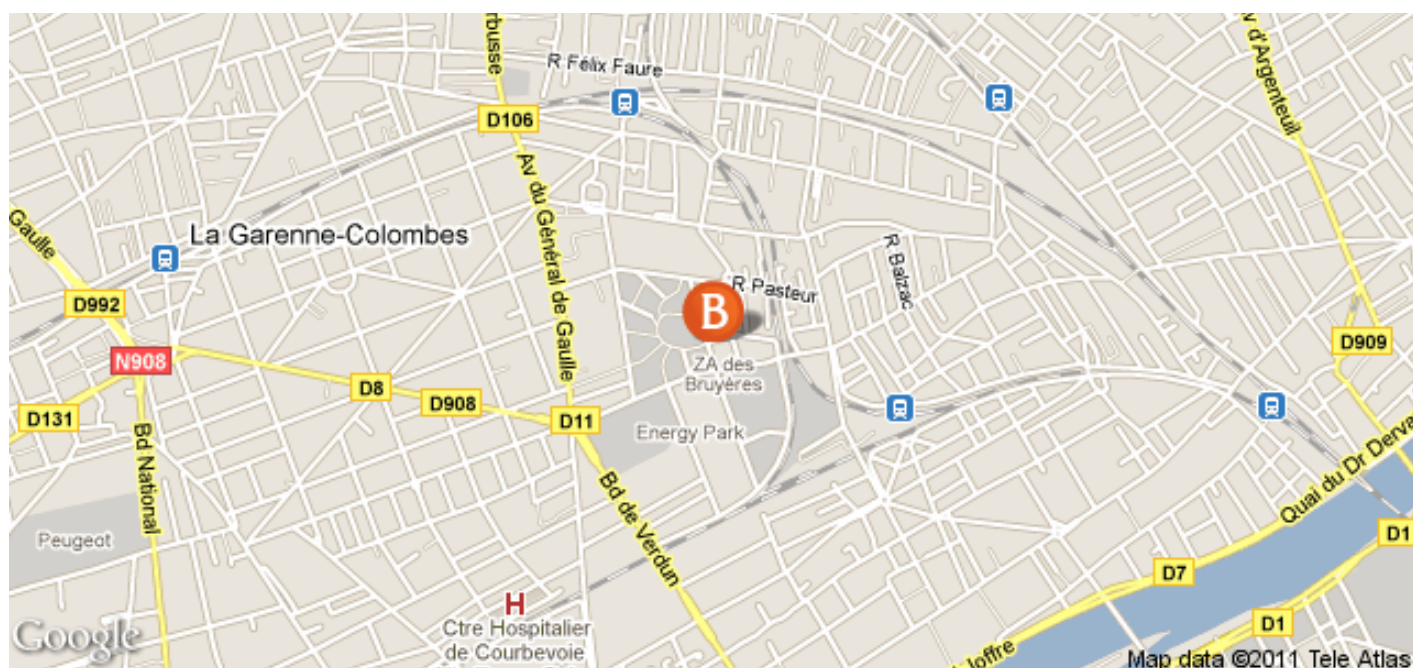 rbusse
R Félix Faure
v d'Argenteuil
D106
Av du Général de Gaulle
Gaulle
La Garenne-Colombes
R Balzac
R Pasteur
B
D992
N908
D909
ZA des
Bruyères
D8
D908
D131
D11
Energy Park
Bd National
Bd de Verdun
Quai du Dr Derva
Peugeot
D1
D7
H
Ctre Hospitalier
de Courbevoie
D1
Joffre
Google
Map data ©2011 Tele Atlas